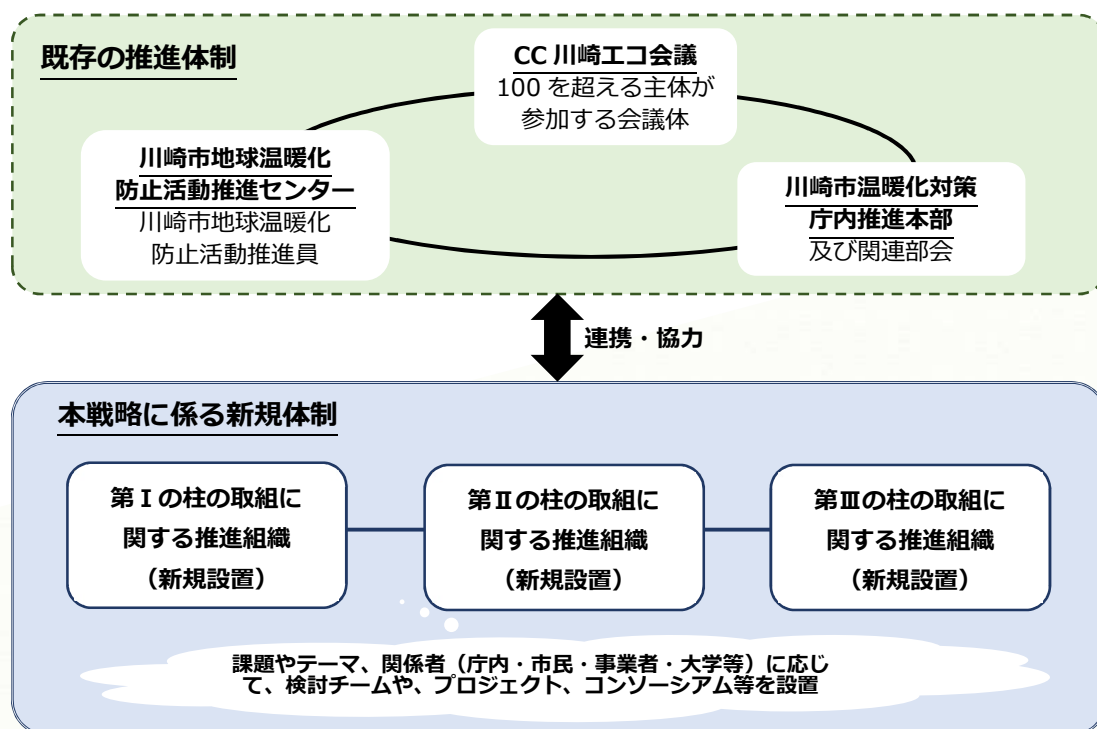 既存の推進体制
CC 川崎エコ会議
100 を超える主体が
参加する会議体
川崎市地球温暖化
防止活動推進センター
川崎市地球温暖化
防止活動推進員
川崎市温暖化対策
庁内推進本部
及び関連部会
連携・協力
本戦略に係る新規体制
第Ⅰの柱の取組に
関する推進組織
（新規設置）
第Ⅱの柱の取組に
関する推進組織
（新規設置）
第Ⅲの柱の取組に
関する推進組織
（新規設置）
課題やテーマ、関係者（庁内・市民・事業者・大学等）に応じ
て、検討チームや、プロジェクト、コンソーシアム等を設置